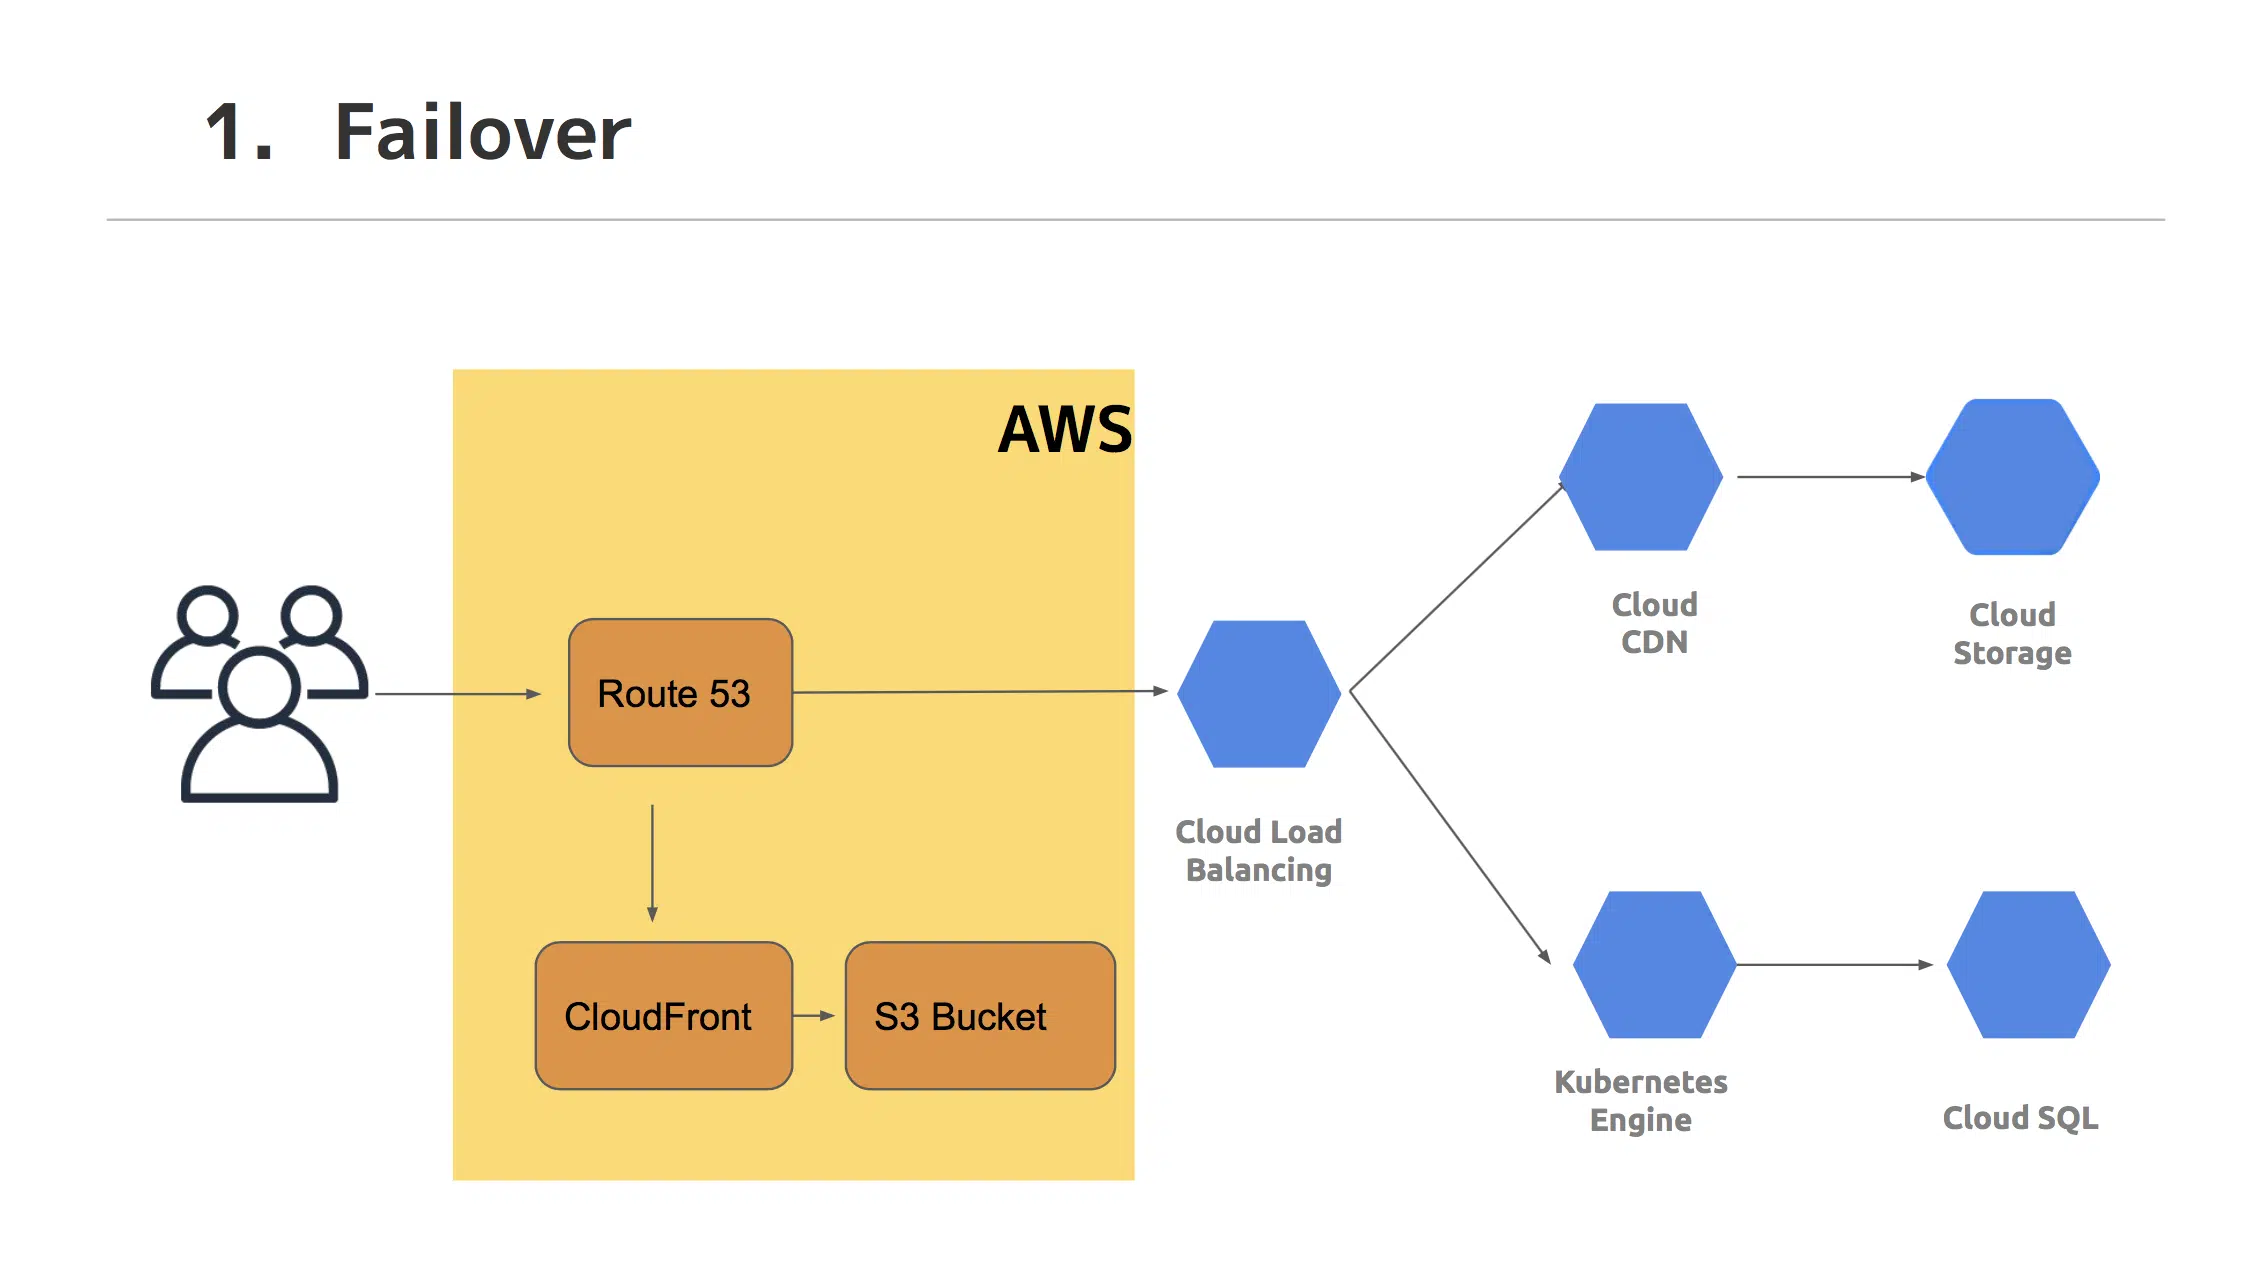 1. Failover
AWS
Route 53
CloudFront
S3 Bucket
Cloud Load
Balancing
Cloud
CDN
Cloud
Storage
Kubernetes
Engine
Cloud SQL